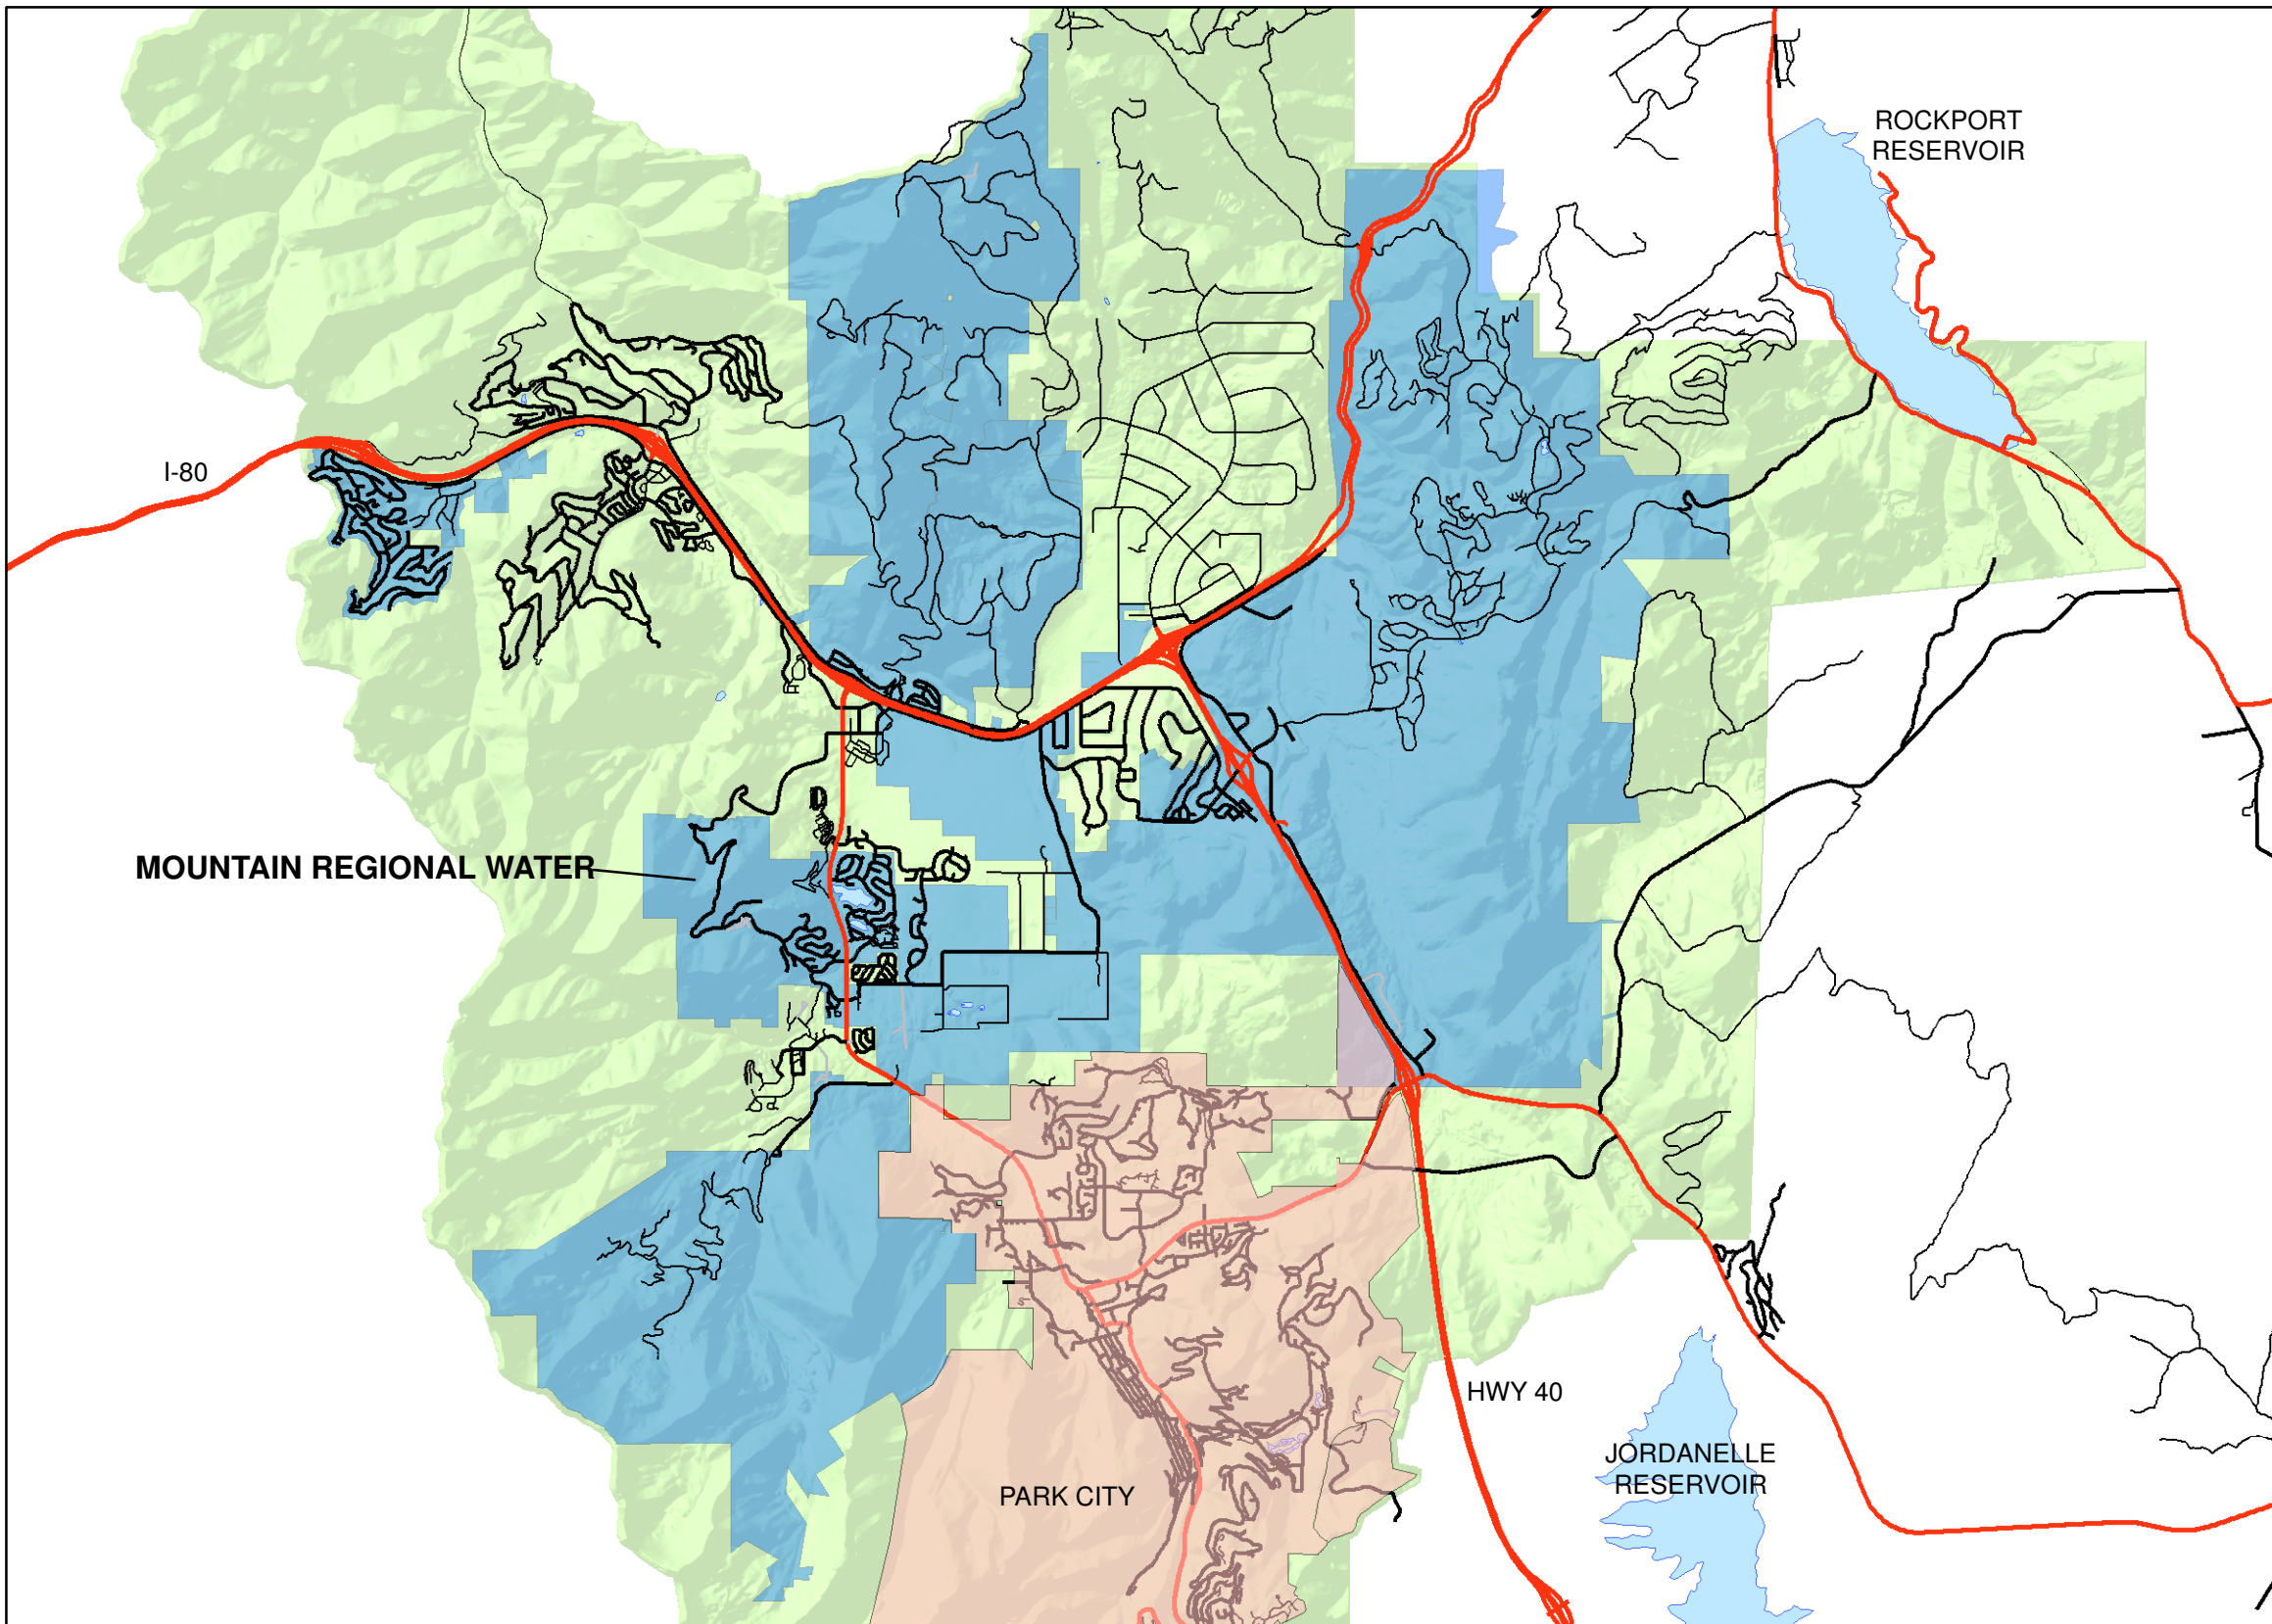 ROCKPORT
RESERVOIR
I-80
MOUNTAIN REGIONAL WATER
HWY 40
JORDANELLE
RESERVOIR
PARK CITY